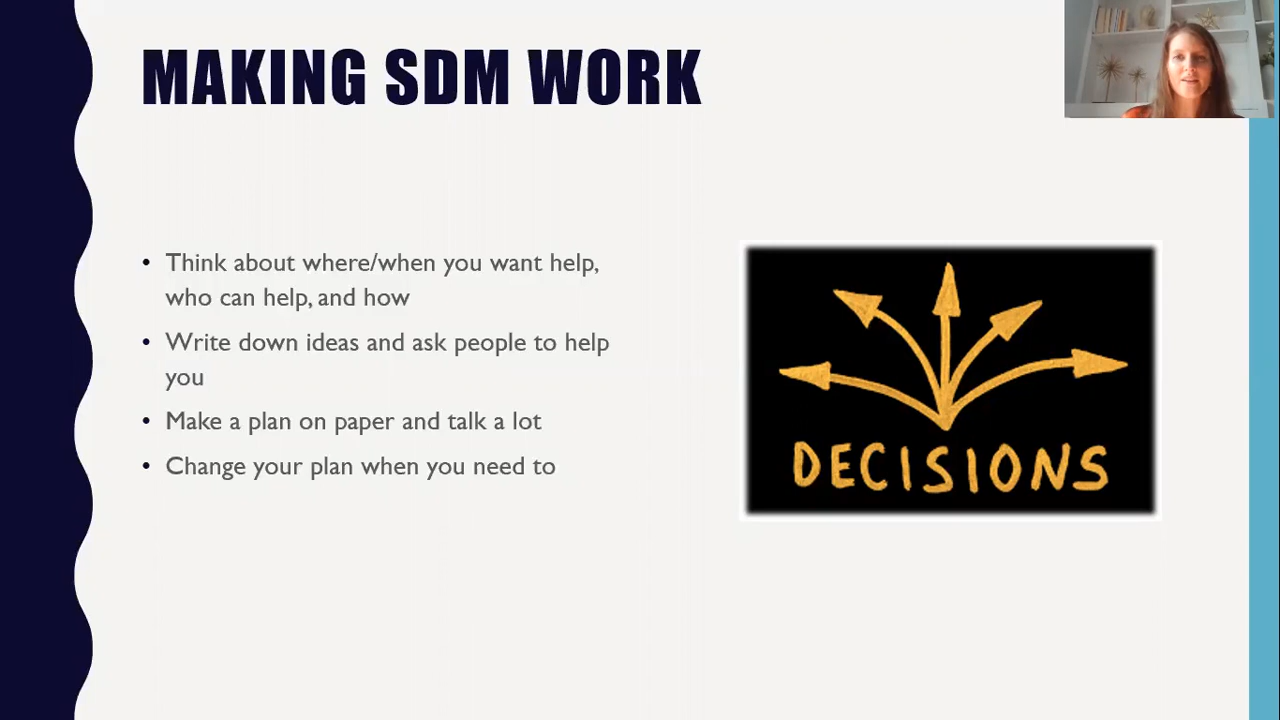 MAKING SDM WORK
• Think about where/when you want help,
who can help, and how
• Write down ideas and ask people to help
you
• Make a plan on paper and talk a lot
• Change your plan when you need to
DECISIONS